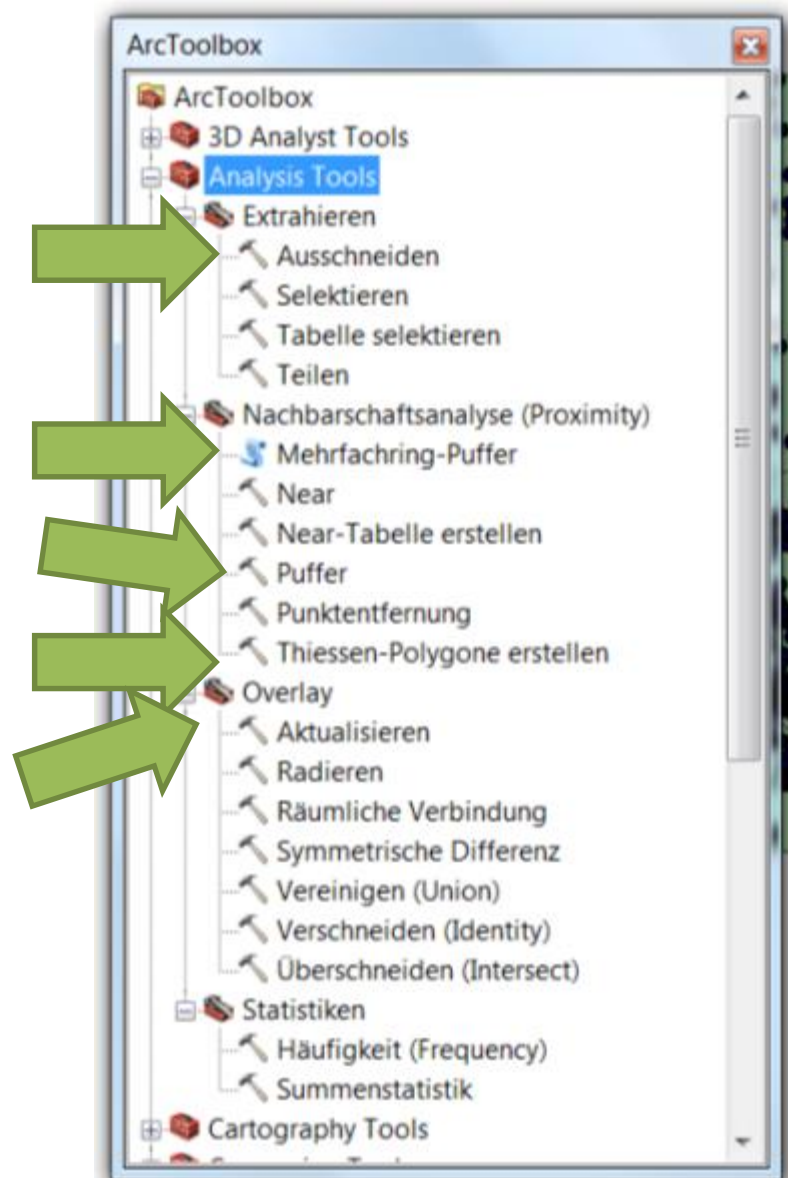 ArcToolbox
ArcToolbox
3D Analyst Tools
Analysis Tools
Extrahieren
Ausschneiden
Selektieren
Tabelle selektieren
Teilen
Nachbarschaftsanalyse (Proximity)
Mehrfachring-Puffer
Near
Near-Tabelle erstellen
Puffer
Punktentfernung
Thiessen-Polygone erstellen
Overlay
Aktualisieren
Radieren
Räumliche Verbindung
Symmetrische Differenz
Vereinigen (Union)
Verschneiden (Identity)
Überschneiden (Intersect)
Statistiken
Häufigkeit (Frequency)
Summenstatistik
Cartography Tools